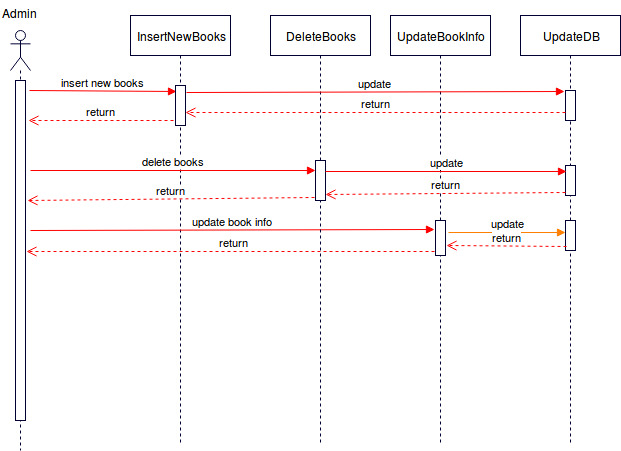 Admin
InsertNewBooks
DeleteBooks
UpdateBookInfo
UpdateDB
insert new books
update
return
return
delete books
update
return
return
update book info
update
return
return